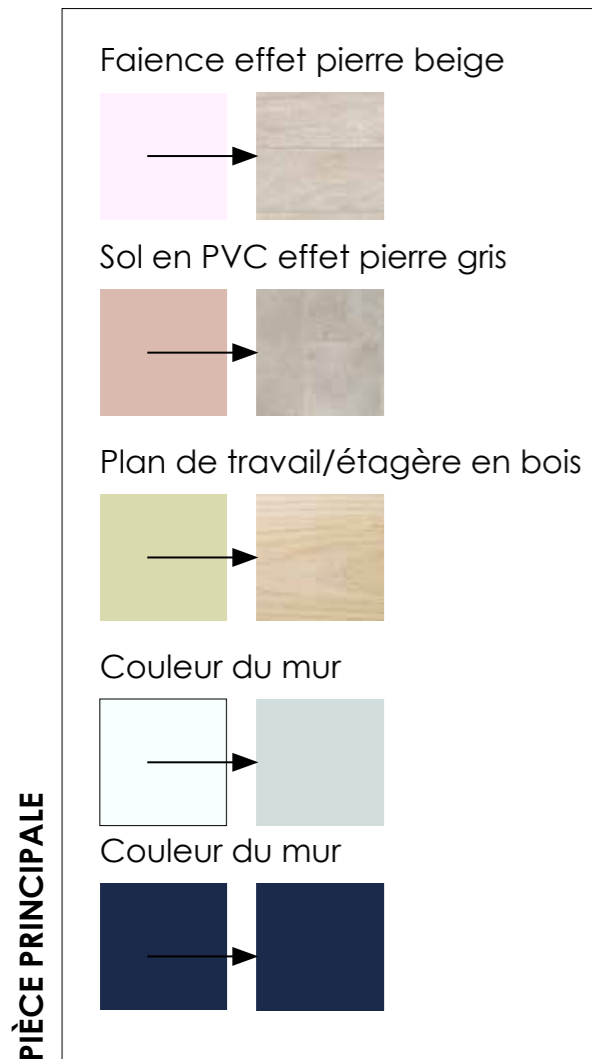 Faience effet pierre beige
Sol en PVC effet pierre gris
Plan de travail/étagère en bois
Couleur du mur
Couleur du mur
PIÈCE PRINCIPALE